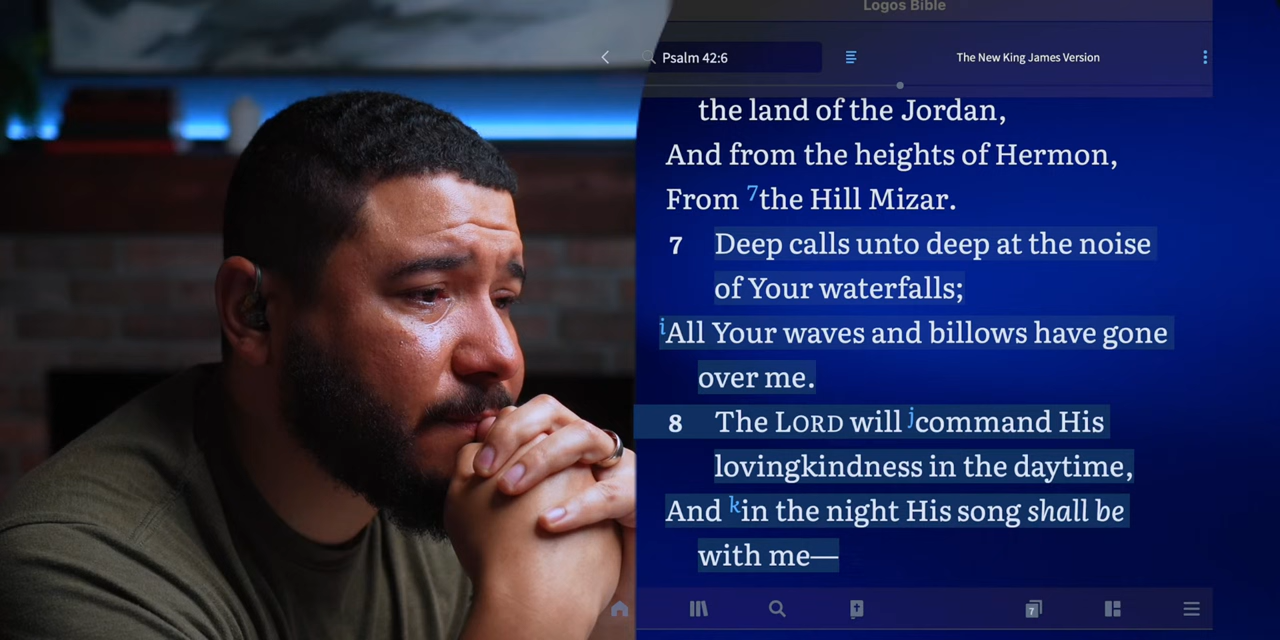 Logos Bible
Psalm 42:6
The New King James Version
the land of the Jordan,
And from the heights of Hermon,
From 7the Hill Mizar.
7 Deep calls unto deep at the noise
of Your waterfalls;
iAll Your waves and billows have gone
over me.
8 The LORD will jcommand His
lovingkindness in the daytime,
And kin the night His song shall be
with me—
7